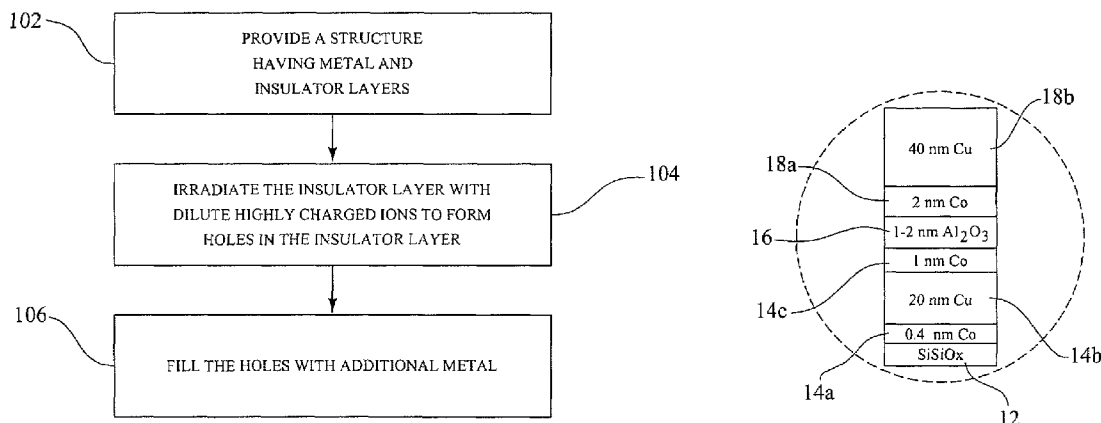 102
PROVIDE A STRUCTURE
HAVING METAL AND
INSULATOR LAYERS
104
IRRADIATE THE INSULATOR LAYER WITH
DILUTE HIGHLY CHARGED IONS TO FORM
HOLES IN THE INSULATOR LAYER
106
FILL THE HOLES WITH ADDITIONAL METAL
18b
40 nm Cu
18a
2 nm Co
16
1-2 nm Al2O3
1 nm Co
14c
20 nm Cu
0.4 nm Co
14b
SiSiOx
14a
12